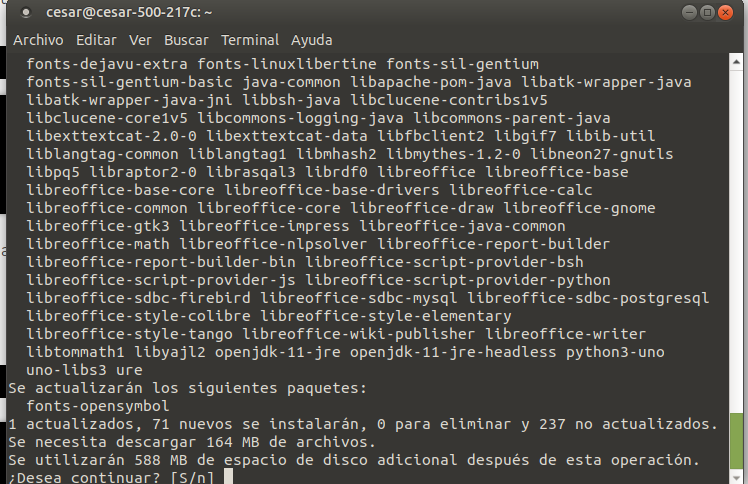 cesar@cesar-500-217c: ~
Archivo Editar Ver Buscar Terminal Ayuda
fonts-dejavu-extra fonts-linuxlibertine fonts-sil-gentium
fonts-sil-gentium-basic java-common libapache-pom-java libatk-wrapper-java
libatk-wrapper-java-jni libbsh-java libclucene-contribs1v5
libclucene-core1v5 libcommons-logging-java libcommons-parent-java
libexttextcat-2.0-0 libexttextcat-data libfbclient2 libgif7 libib-util
liblangtag-common liblangtag1 libmhash2 libmythes-1.2-0 libneon27-gnutls
libpq5 libraptor2-0 librasqal3 librdf0 libreoffice libreoffice-base
libreoffice-base-core libreoffice-base-drivers libreoffice-calc
libreoffice-common libreoffice-core libreoffice-draw libreoffice-gnome
libreoffice-gtk3 libreoffice-impress libreoffice-java-common
libreoffice-math libreoffice-nlpsolver libreoffice-report-builder
libreoffice-report-builder-bin libreoffice-script-provider-bsh
libreoffice-script-provider-js libreoffice-script-provider-python
libreoffice-sdbc-firebird libreoffice-sdbc-mysql libreoffice-sdbc-postgresql
libreoffice-style-colibre libreoffice-style-elementary
libreoffice-style-tango libreoffice-wiki-publisher libreoffice-writer
libtommath1 libyajl2 openjdk-11-jre openjdk-11-jre-headless python3-uno
uno-libs3 ure
Se actualizarán los siguientes paquetes:
fonts-opensymbol
1 actualizados, 71 nuevos se instalarán, 0 para eliminar y 237 no actualizados.
Se necesita descargar 164 MB de archivos.
Se utilizarán 588 MB de espacio de disco adicional después de esta operación.
¿Desea continuar? [S/n]